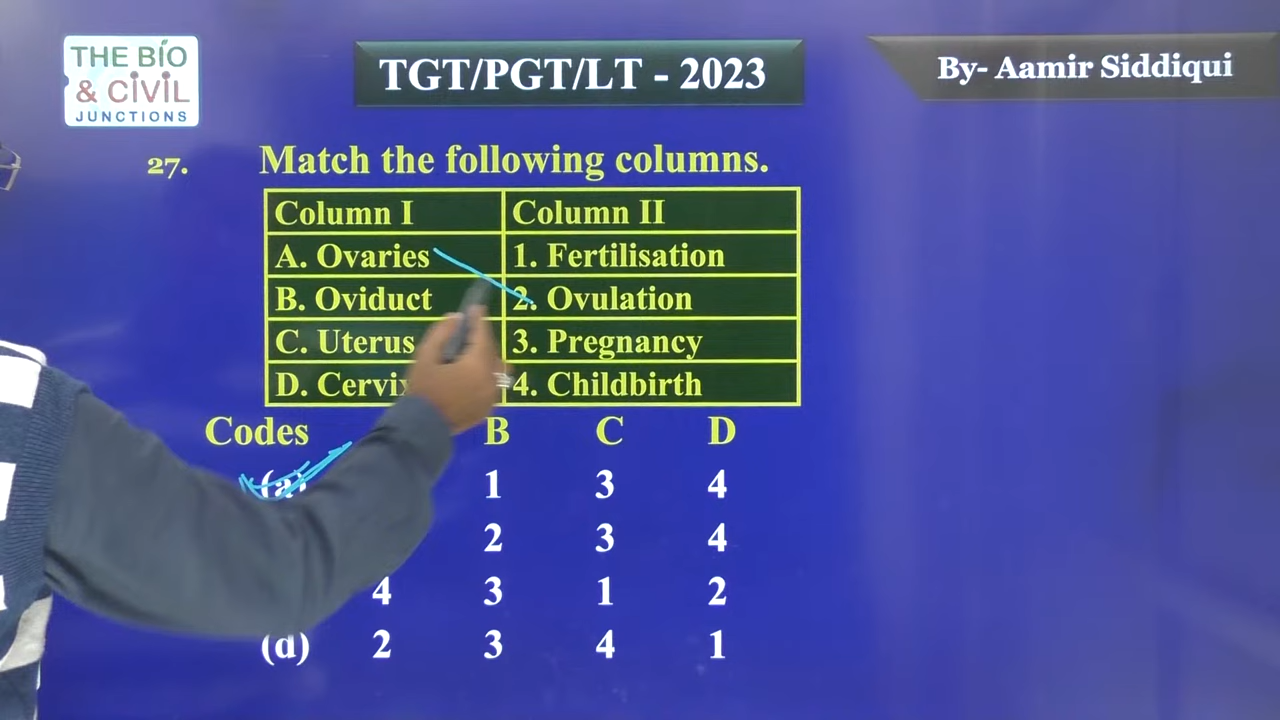 THE BIO
& CIVIL
JUNCTIONS
TGT/PGT/LT - 2023
By- Aamir Siddiqui
27. Match the following columns.
Column I Column II
A. Ovaries 1. Fertilisation
B. Oviduct 2. Ovulation
C. Uterus 3. Pregnancy
D. Cervix 4. Childbirth
Codes B C D
(a) 1 3 4
2 3 4
4 3 1 2
(d) 2 3 4 1